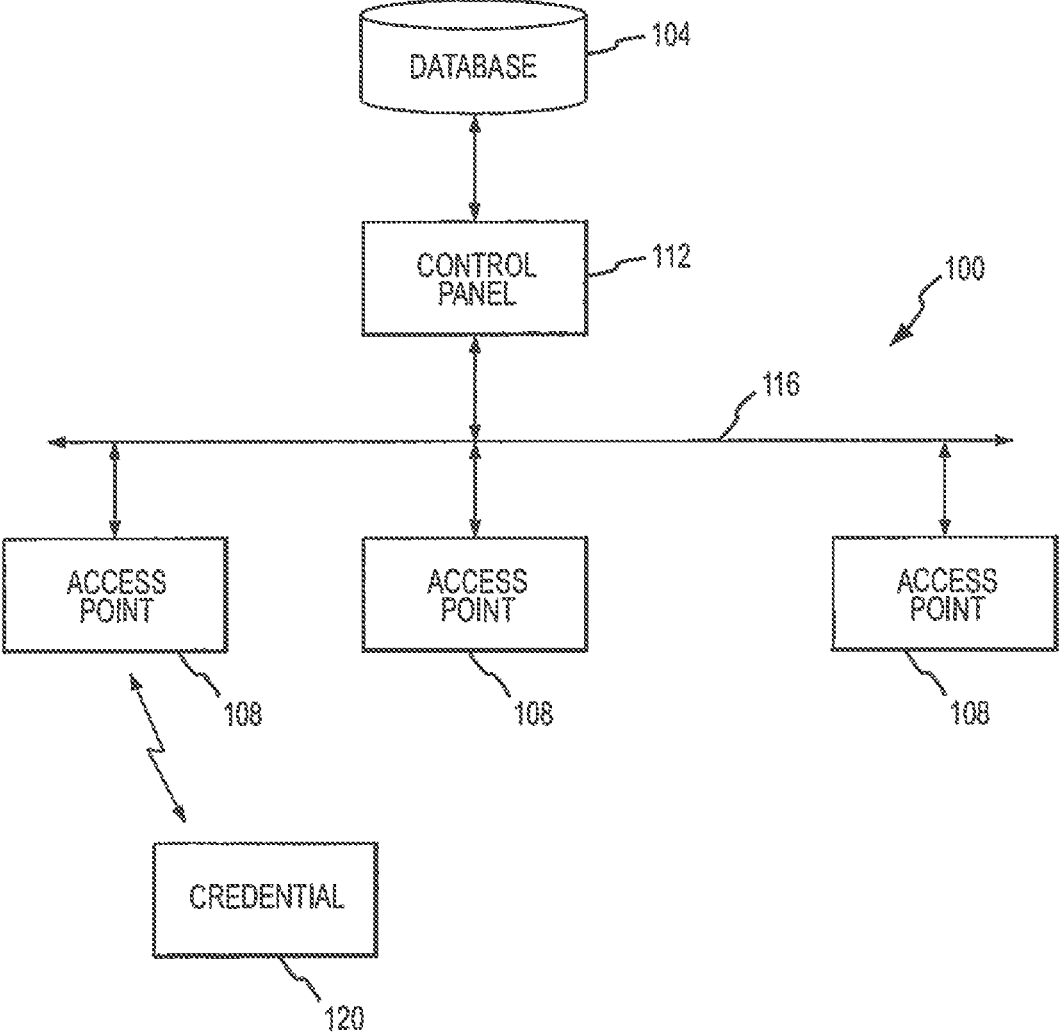 DATABASE
104
CONTROL
PANEL
112
100
116
ACCESS
POINT
108
ACCESS
POINT
108
ACCESS
POINT
108
CREDENTIAL
120